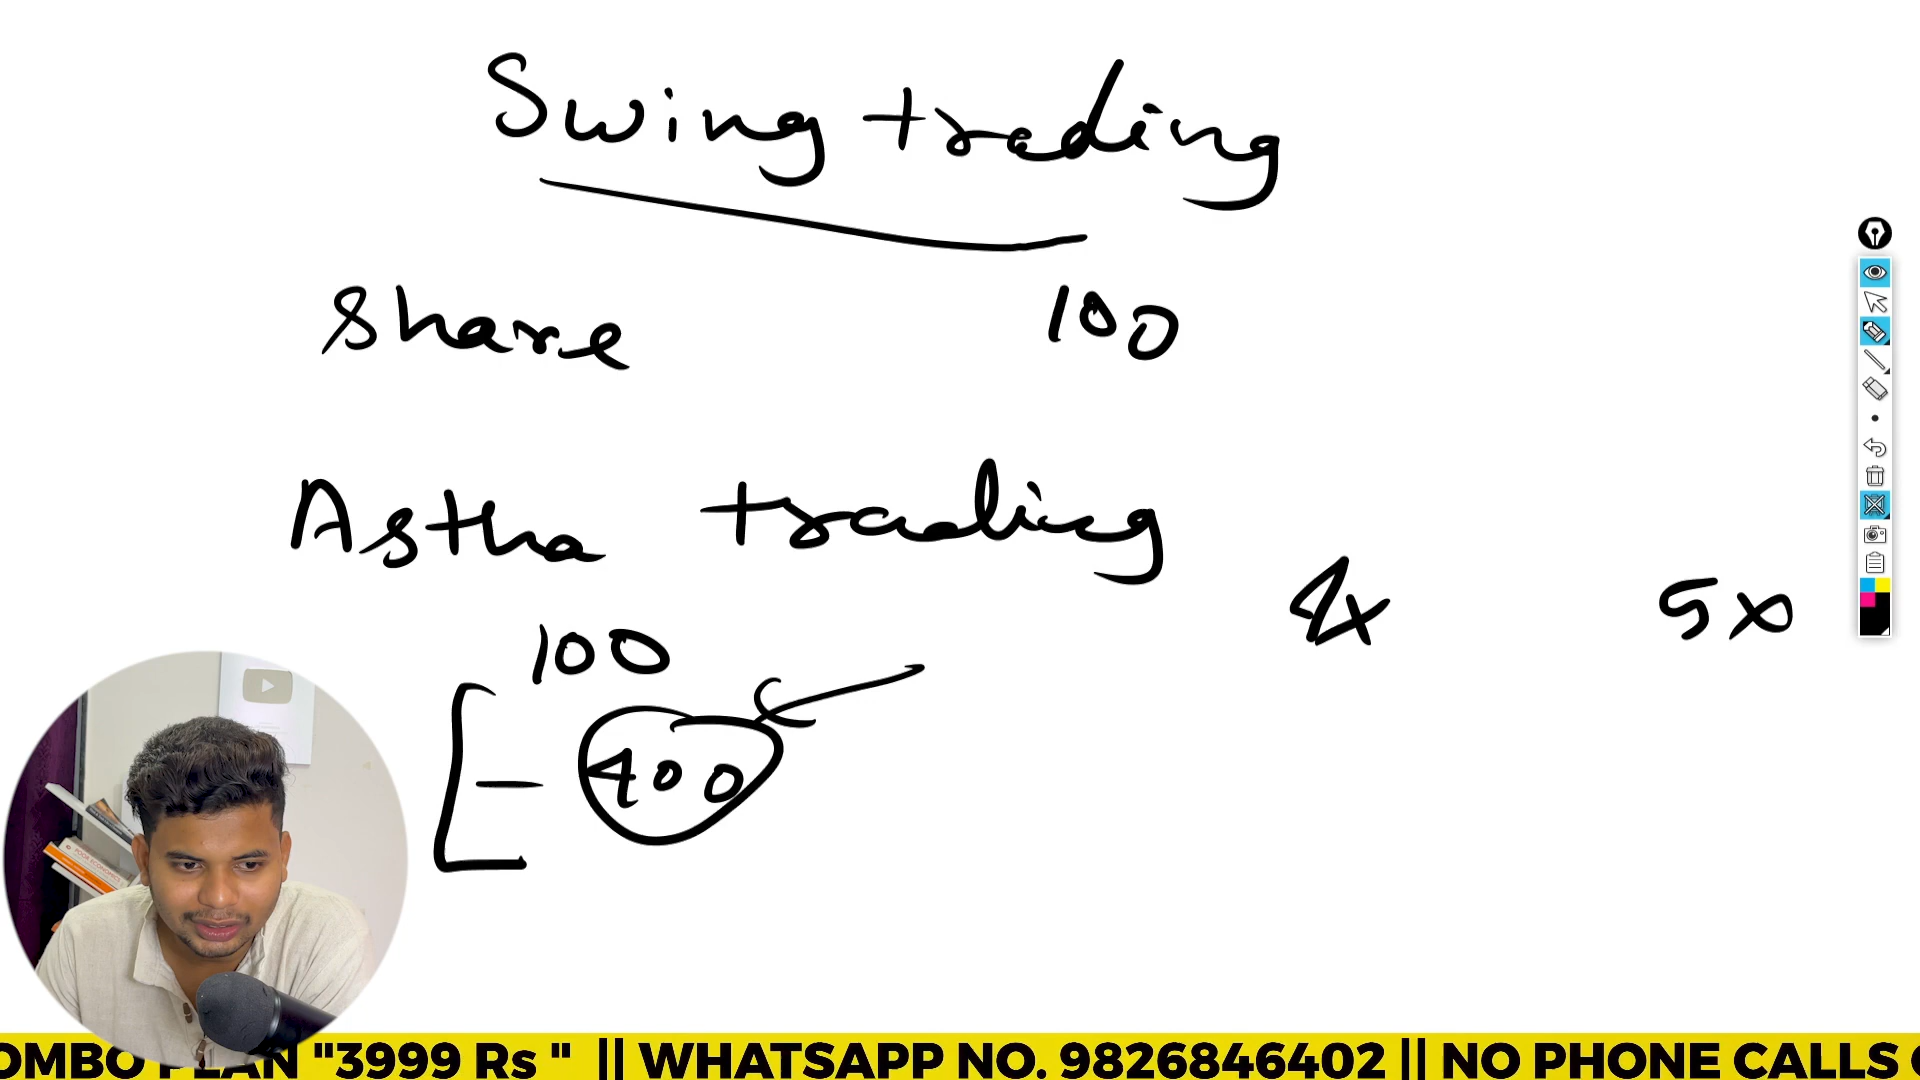 Swing trading
Share 100
Astha trading
4x 5x
100
- 400
OMBO PLAN "3999 Rs " || WHATSAPP NO. 9826846402 || NO PHONE CALLS